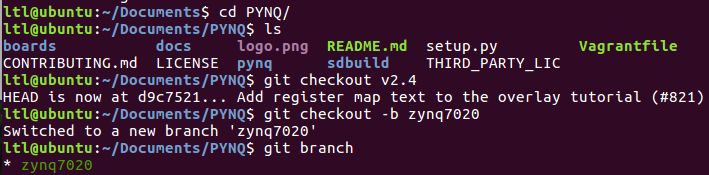 ltl@ubuntu:~/Documents$ cd PYNQ/
ltl@ubuntu:~/Documents/PYNQ$ ls
boards docs logo.png README.md setup.py Vagrantfile
CONTRIBUTING.md LICENSE pynq sdbuild THIRD_PARTY_LIC
ltl@ubuntu:~/Documents/PYNQ$ git checkout v2.4
HEAD is now at d9c7521... Add register map text to the overlay tutorial (#821)
ltl@ubuntu:~/Documents/PYNQ$ git checkout -b zynq7020
Switched to a new branch 'zynq7020'
ltl@ubuntu:~/Documents/PYNQ$ git branch
* zynq7020